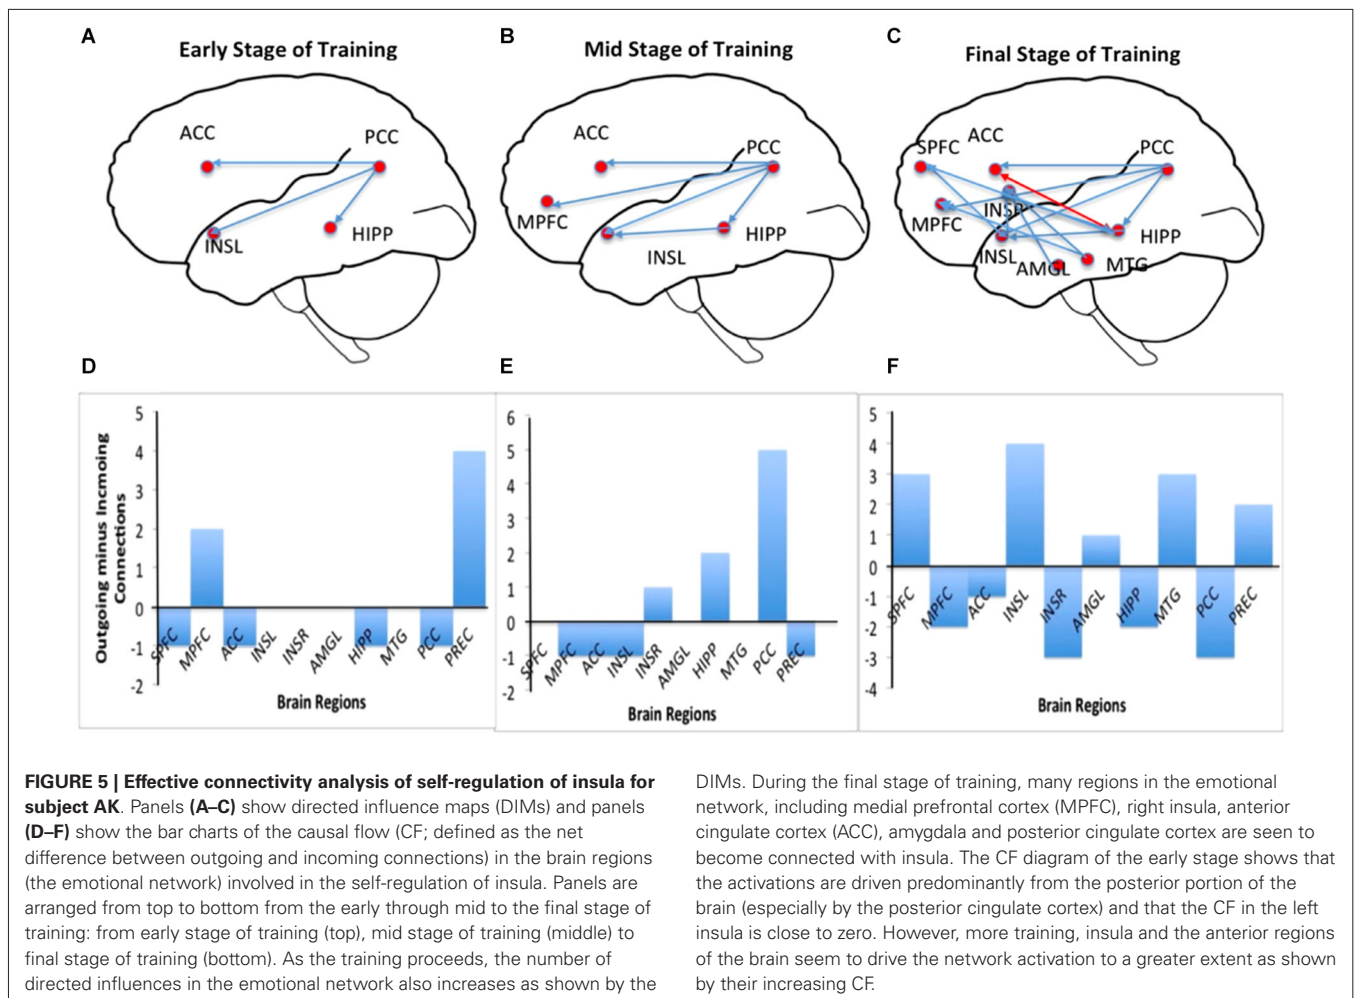 A
Early Stage of Training
ACC
PCC
INSL
HIPP
B
Mid Stage of Training
ACC
PCC
MPFC
HIPP
INSL
C
Final Stage of Training
SPFC
ACC
PCC
INSR
MPFC
HIPP
INSL
AMGL
MTG
D
Outgoing minus Incmoing
Connections
5
4
3
2
1
0
-1
-2
SPFC
MPFC
ACC
INSL
INSR
AMGL
HIPP
MTG
PCC
PREC
Brain Regions
E
6
5
4
3
2
1
0
-1
-2
SPFC
MPFC
ACC
INSL
INSR
AMGL
HIPP
MTG
PCC
PREC
Brain Regions
F
5
4
3
2
1
0
-1
-2
-3
-4
SPFC
MPFC
ACC
INSL
INSR
AMGL
HIPP
MTG
PCC
PREC
Brain Regions
FIGURE 5 | Effective connectivity analysis of self-regulation of insula for
subject AK. Panels (A–C) show directed influence maps (DIMs) and panels
(D–F) show the bar charts of the causal flow (CF; defined as the net
difference between outgoing and incoming connections) in the brain regions
(the emotional network) involved in the self-regulation of insula. Panels are
arranged from top to bottom from the early through mid to the final stage of
training: from early stage of training (top), mid stage of training (middle) to
final stage of training (bottom). As the training proceeds, the number of
directed influences in the emotional network also increases as shown by the
DIMs. During the final stage of training, many regions in the emotional
network, including medial prefrontal cortex (MPFC), right insula, anterior
cingulate cortex (ACC), amygdala and posterior cingulate cortex are seen to
become connected with insula. The CF diagram of the early stage shows that
the activations are driven predominantly from the posterior portion of the
brain (especially by the posterior cingulate cortex) and that the CF in the left
insula is close to zero. However, more training, insula and the anterior regions
of the brain seem to drive the network activation to a greater extent as shown
by their increasing CF.